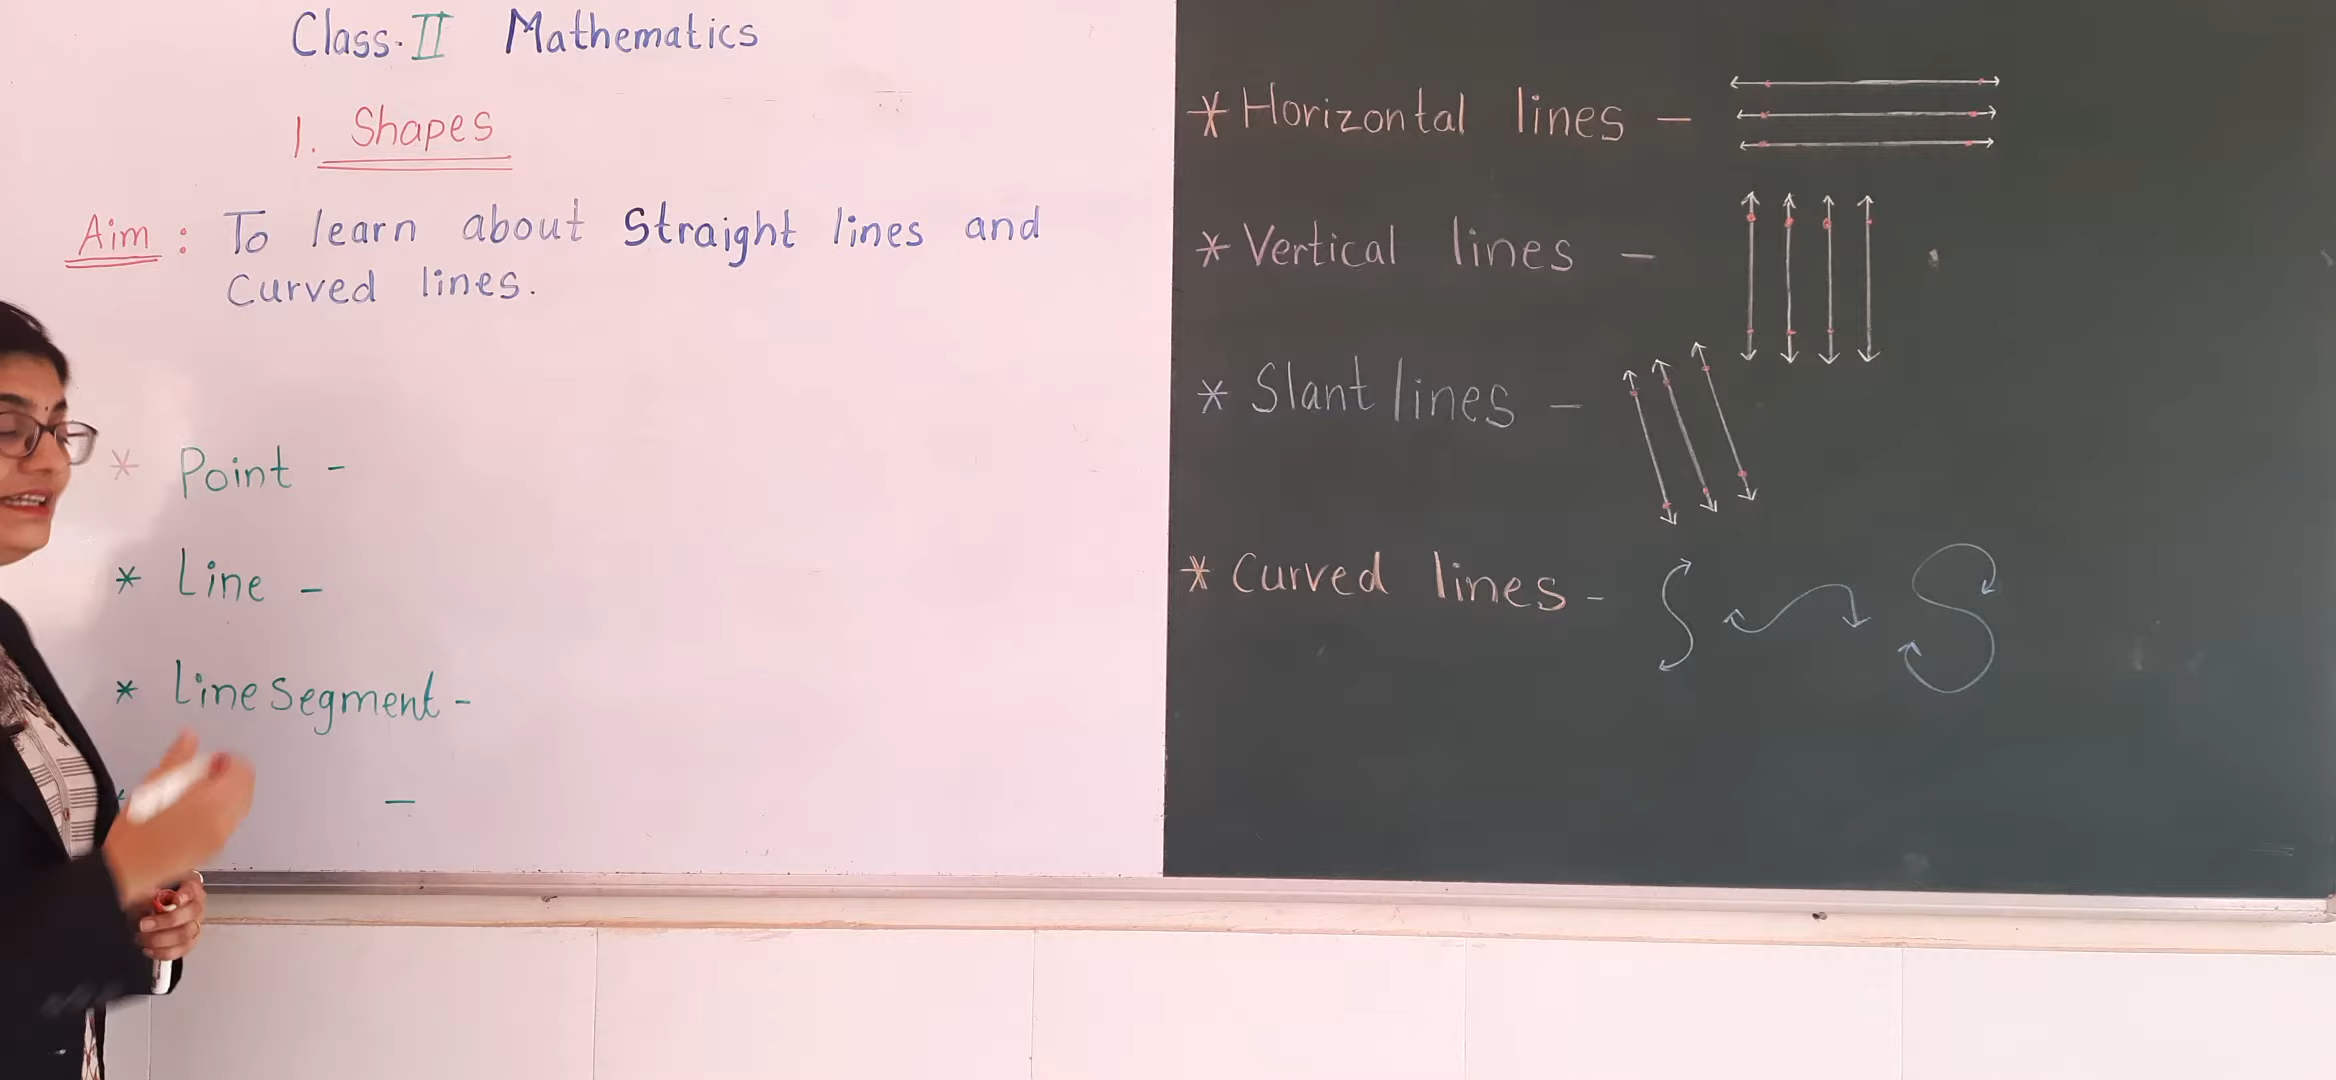 Class. II Mathematics
1. Shapes
Aim : To learn about Straight lines and
Curved lines.
* Point -
* Line -
* Line Segment -
-
* Horizontal lines -
* Vertical lines -
* Slant lines -
* Curved lines -